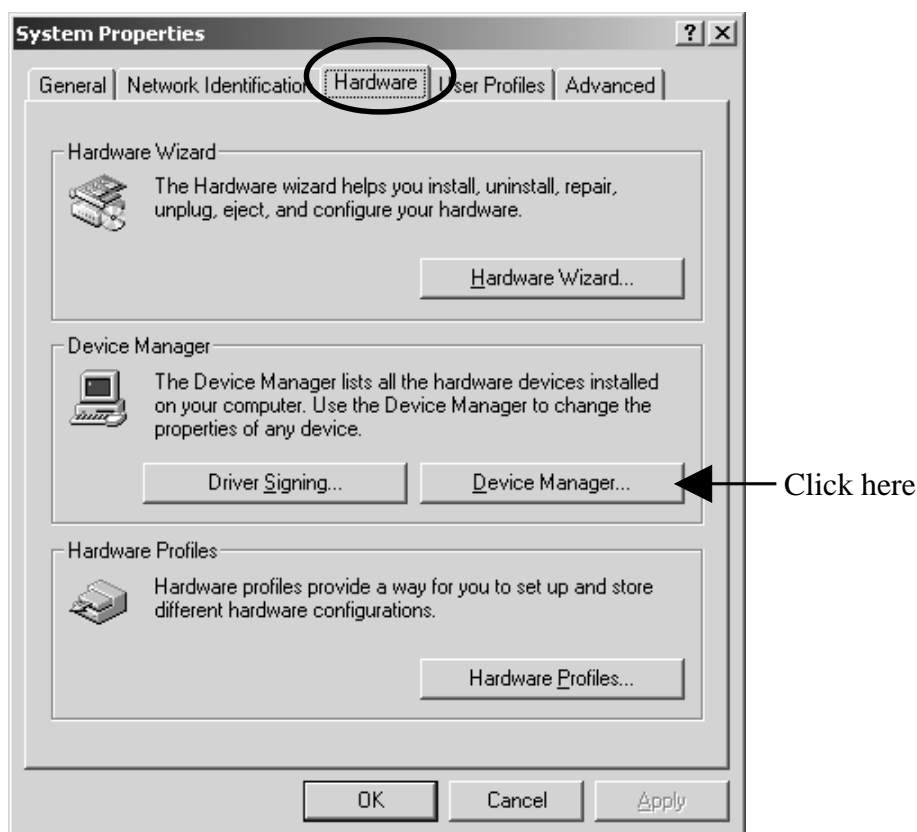 System Properties
? X
General Network Identification Hardware User Profiles Advanced
Hardware Wizard
The Hardware wizard helps you install, uninstall, repair,
unplug, eject, and configure your hardware.
Hardware Wizard...
Device Manager
The Device Manager lists all the hardware devices installed
on your computer. Use the Device Manager to change the
properties of any device.
Driver Signing... Device Manager... Click here
Hardware Profiles
Hardware profiles provide a way for you to set up and store
different hardware configurations.
Hardware Profiles...
OK Cancel Apply